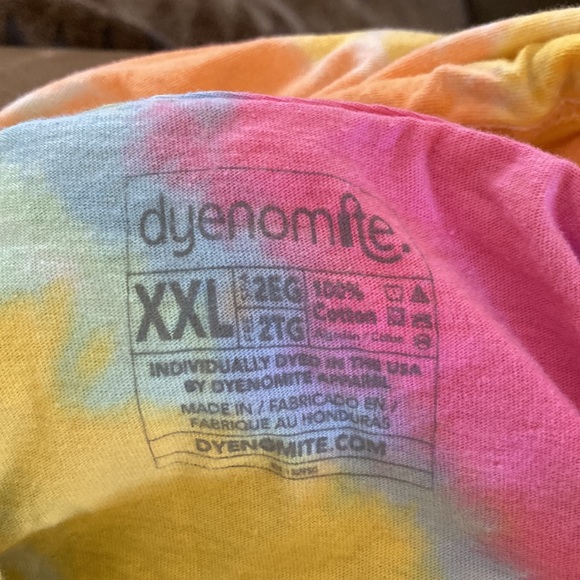 dyenomite.
XXL 2EG 100%
2TG Cotton
INDIVIDUALLY DYED IN THE USA
BY DYENOMITE APPAREL
MADE IN / FABRICADO EN /
FABRIQUÉ AU HONDURAS
DYENOMITE.COM